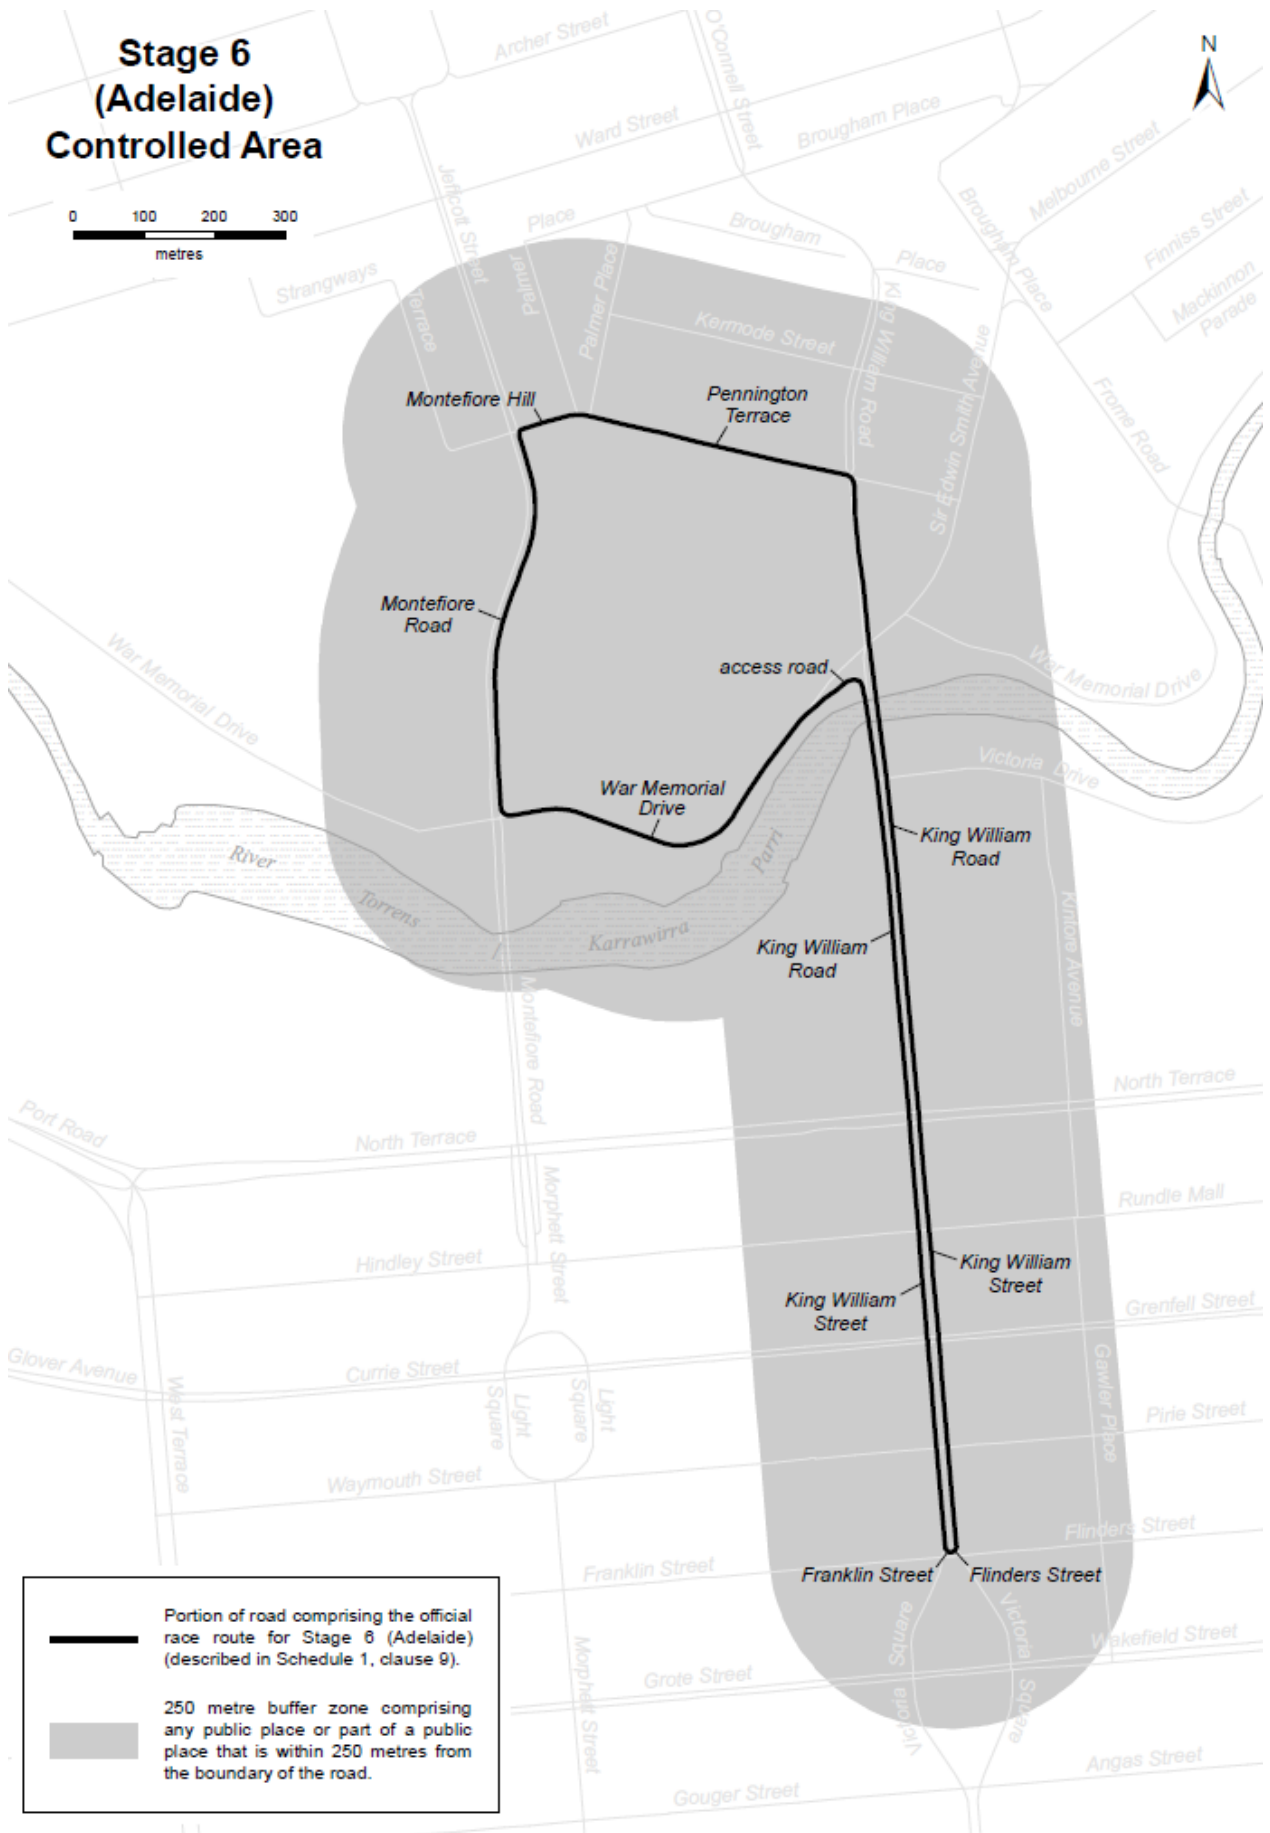 Stage 6
(Adelaide)
Controlled Area
0 100 200 300
metres
N
Archer Street
O'Connell Street
Ward Street
Brougham Place
Melbourne Street
Finniss Street
Mackinnon
Parade
Brougham Place
Jeffcott Street
Place
Palmer
Palmer Place
Brougham
Place
Strangways
Terrace
Kermode Street
King William Road
Sir Edwin Smith Avenue
Frome Road
Montefiore Hill
Pennington
Terrace
Montefiore
Road
War Memorial Drive
access road
War Memorial Drive
Victoria Drive
War Memorial
Drive
River
Torrens
Karrawirra
Parri
King William
Road
King William
Road
Kintore Avenue
Montefiore Road
North Terrace
Port Road
North Terrace
Morphett Street
Rundle Mall
Hindley Street
King William
Street
King William
Street
Grenfell Street
Glover Avenue
Currie Street
West Terrace
Light
Square
Light
Square
Gawler Place
Pirie Street
Waymouth Street
Flinders Street
Franklin Street
Franklin Street
Flinders Street
Victoria Square
Victoria Square
Wakefield Street
Grote Street
Morphett Street
Angas Street
Gouger Street
Portion of road comprising the official
race route for Stage 6 (Adelaide)
(described in Schedule 1, clause 9).
250 metre buffer zone comprising
any public place or part of a public
place that is within 250 metres from
the boundary of the road.